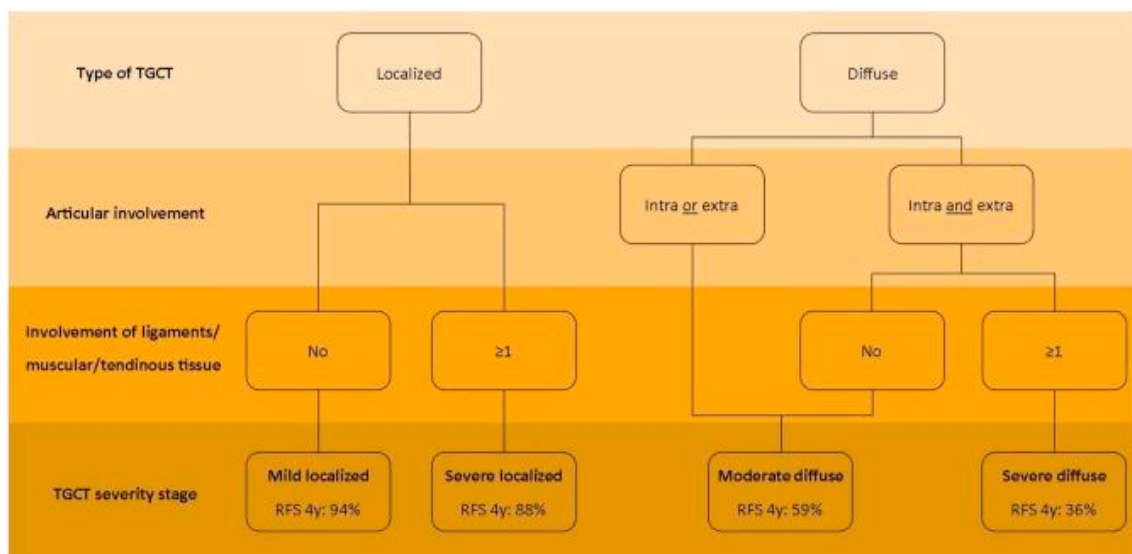 Type of TGCT
Localized
Diffuse
Articular involvement
Intra or extra
Intra and extra
Involvement of ligaments/
muscular/tendinous tissue
No
≥1
No
≥1
TGCT severity stage
Mild localized
RFS 4y: 94%
Severe localized
RFS 4y: 88%
Moderate diffuse
RFS 4y: 59%
Severe diffuse
RFS 4y: 36%